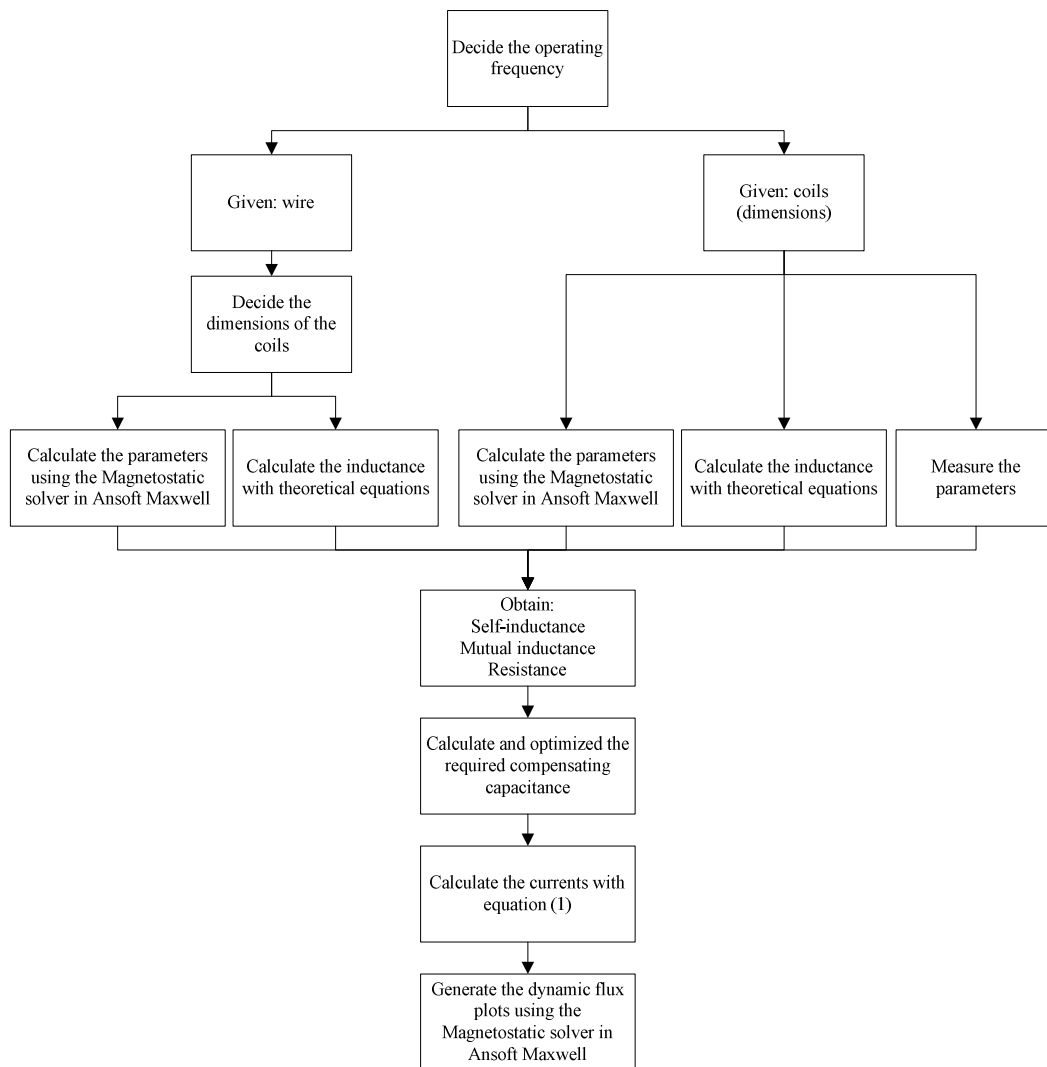 Decide the operating
frequency
Given: wire
Given: coils
(dimensions)
Decide the
dimensions of the
coils
Calculate the parameters
using the Magnetostatic
solver in Ansoft Maxwell
Calculate the inductance
with theoretical equations
Calculate the parameters
using the Magnetostatic
solver in Ansoft Maxwell
Calculate the inductance
with theoretical equations
Measure the
parameters
Obtain:
Self-inductance
Mutual inductance
Resistance
Calculate and optimized the
required compensating
capacitance
Calculate the currents with
equation (1)
Generate the dynamic flux
plots using the
Magnetostatic solver in
Ansoft Maxwell